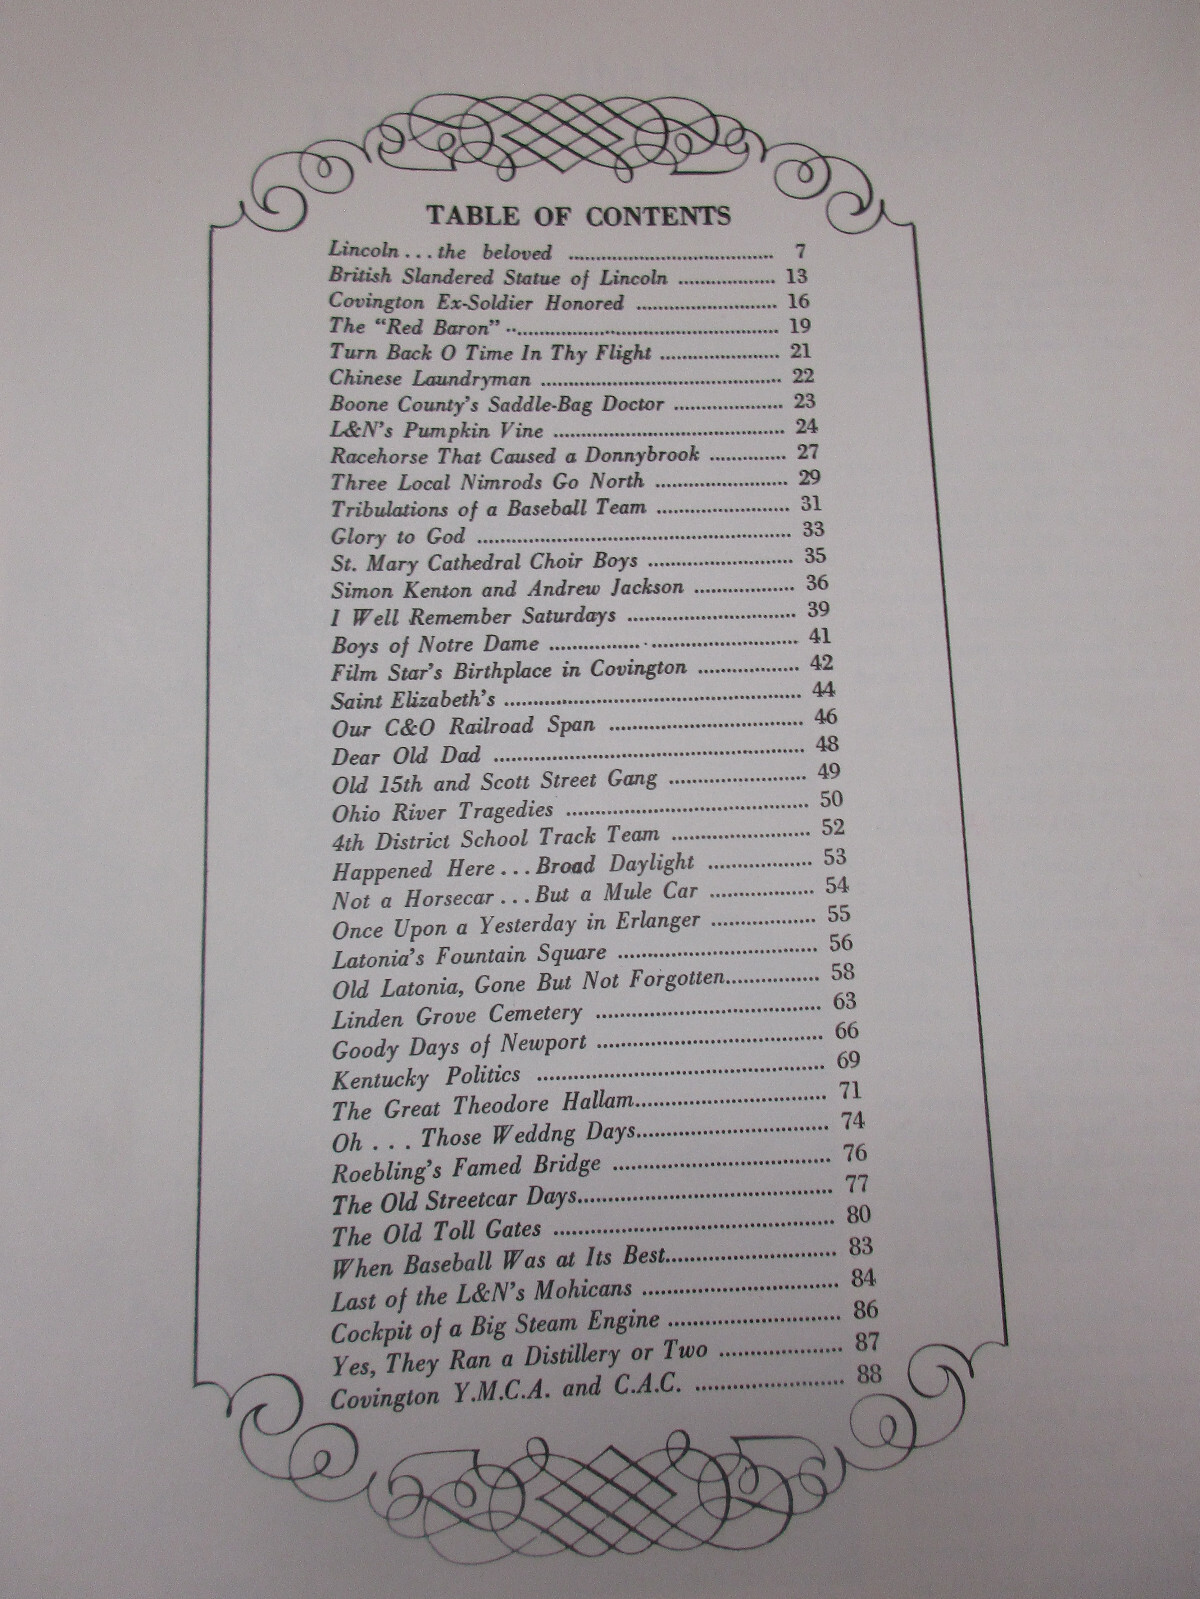 TABLE OF CONTENTS
Lincoln . . . the beloved ........................................ 7
British Slandered Statue of Lincoln ................... 13
Covington Ex-Soldier Honored ........................... 16
The "Red Baron" .................................................. 19
Turn Back O Time In Thy Flight ....................... 21
Chinese Laundryman ............................................. 22
Boone County's Saddle-Bag Doctor ..................... 23
L&N's Pumpkin Vine ............................................ 24
Racehorse That Caused a Donnybrook .............. 27
Three Local Nimrods Go North ......................... 29
Tribulations of a Baseball Team ......................... 31
Glory to God ......................................................... 33
St. Mary Cathedral Choir Boys .......................... 35
Simon Kenton and Andrew Jackson .................. 36
I Well Remember Saturdays ............................... 39
Boys of Notre Dame ............................................ 41
Film Star's Birthplace in Covington .................. 42
Saint Elizabeth's .................................................... 44
Our C&O Railroad Span ..................................... 46
Dear Old Dad ....................................................... 48
Old 15th and Scott Street Gang ......................... 49
Ohio River Tragedies ............................................ 50
4th District School Track Team ......................... 52
Happened Here . . . Broad Daylight .................. 53
Not a Horsecar . . . But a Mule Car .................. 54
Once Upon a Yesterday in Erlanger .................. 55
Latonia's Fountain Square ................................... 56
Old Latonia, Gone But Not Forgotten................ 58
Linden Grove Cemetery ....................................... 63
Goody Days of Newport ...................................... 66
Kentucky Politics .................................................. 69
The Great Theodore Hallam................................. 71
Oh . . . Those Weddng Days................................. 74
Roebling's Famed Bridge ..................................... 76
The Old Streetcar Days......................................... 77
The Old Toll Gates .............................................. 80
When Baseball Was at Its Best............................ 83
Last of the L&N's Mohicans ................................ 84
Cockpit of a Big Steam Engine ............................ 86
Yes, They Ran a Distillery or Two .................... 87
Covington Y.M.C.A. and C.A.C. ........................ 88